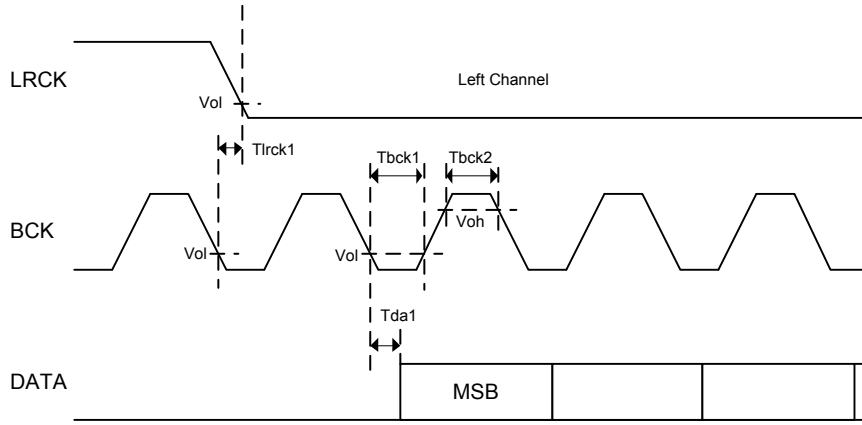 LRCK
Left Channel
Vol
Tlrck1
Tbck1
Tbck2
BCK
Voh
Vol
Vol
Tda1
DATA
MSB